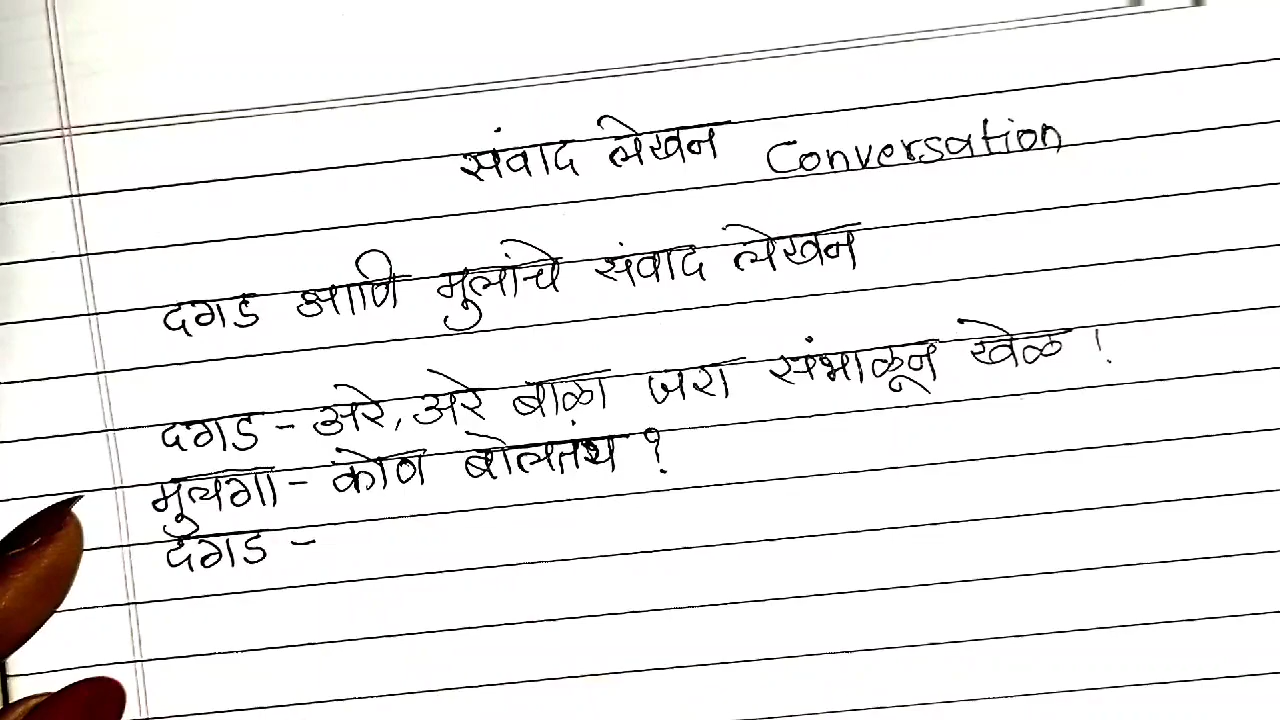 संवाद लेखन Conversation
दगड आणि मुलांचे संवाद लेखन
दगड - अरे, अरे बाळा जरा संभाळून खेळ !
मुलगा - कोण बोलतंय ?
दगड -